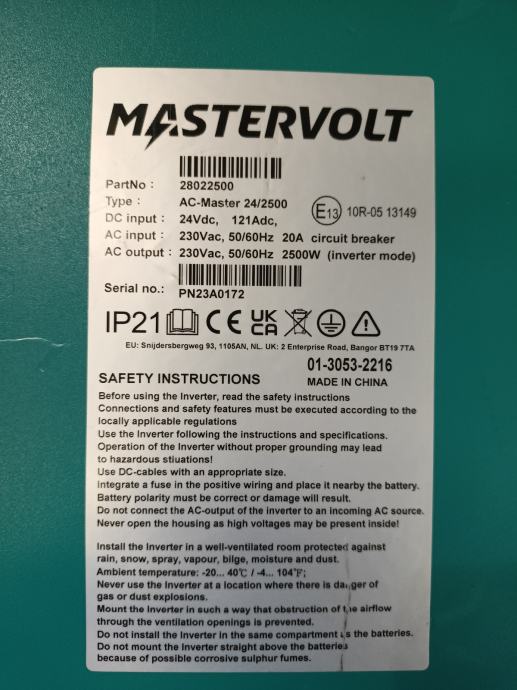 MASTERVOLT
PartNo : 28022500
Type : AC-Master 24/2500
DC input : 24Vdc, 121Adc,
E13 10R-05 13149
AC input : 230Vac, 50/60Hz 20A circuit breaker
AC output : 230Vac, 50/60Hz 2500W (inverter mode)
Serial no.: PN23A0172
IP21 CE UK CA
EU: Snijdersbergweg 93, 1105AN, NL. UK: 2 Enterprise Road, Bangor BT19 7TA
01-3053-2216
SAFETY INSTRUCTIONS MADE IN CHINA
Before using the Inverter, read the safety instructions
Connections and safety features must be executed according to the
locally applicable regulations
Use the Inverter following the instructions and specifications.
Operation of the Inverter without proper grounding may lead
to hazardous stiuations!
Use DC-cables with an appropriate size.
Integrate a fuse in the positive wiring and place it nearby the battery.
Battery polarity must be correct or damage will result.
Do not connect the AC-output of the inverter to an incoming AC source.
Never open the housing as high voltages may be present inside!
Install the Inverter in a well-ventilated room protected against
rain, snow, spray, vapour, bilge, moisture and dust.
Ambient temperature: -20... 40℃ / -4... 104℉;
Never use the Inverter at a location where there is danger of
gas or dust explosions.
Mount the Inverter in such a way that obstruction of the airflow
through the ventilation openings is prevented.
Do not install the Inverter in the same compartment as the batteries.
Do not mount the Inverter straight above the batteries
because of possible corrosive sulphur fumes.